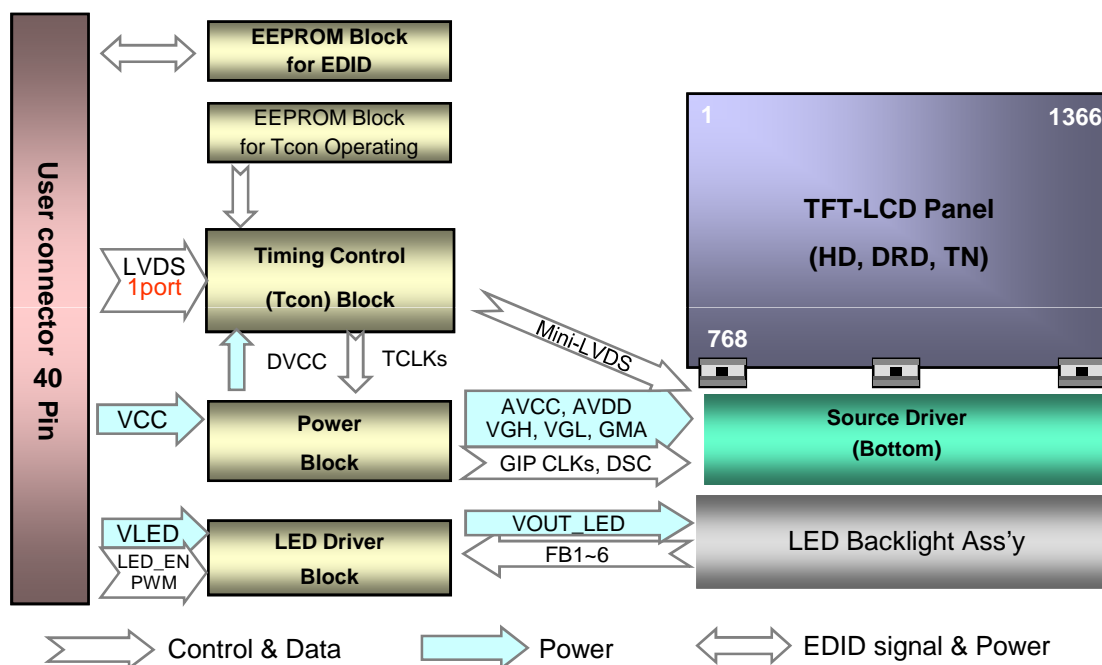 User connector 40 Pin
EEPROM Block
for EDID
EEPROM Block
for Tcon Operating
LVDS
1port
Timing Control
(Tcon) Block
DVCC
TCLKs
Mini-LVDS
VCC
Power
Block
AVCC, AVDD
VGH, VGL, GMA
GIP CLKs, DSC
VLED
LED_EN
PWM
LED Driver
Block
VOUT_LED
FB1~6
1
1366
TFT-LCD Panel
(HD, DRD, TN)
768
Source Driver
(Bottom)
LED Backlight Ass'y
Control & Data
Power
EDID signal & Power